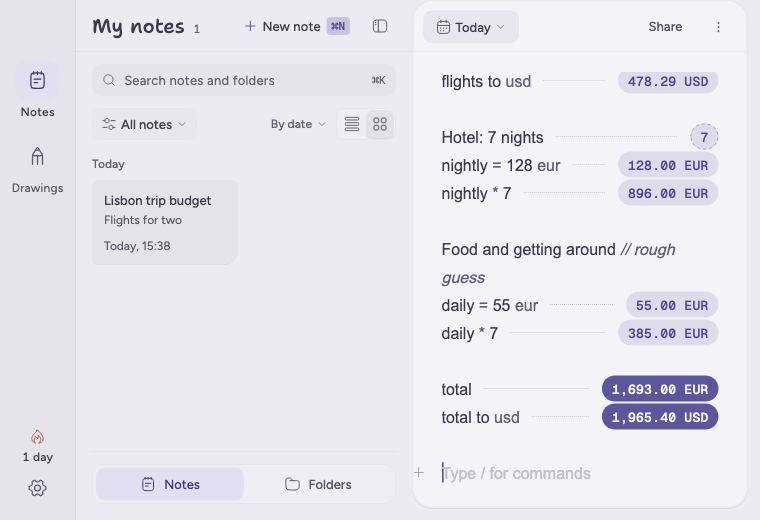 My notes 1
+ New note ⌘N
Search notes and folders ⌘K
All notes
By date
Today
Lisbon trip budget
Flights for two
Today, 15:38
Notes
Drawings
1 day
Notes
Folders
Today
Share
flights to usd 478.29 USD
Hotel: 7 nights 7
nightly = 128 eur 128.00 EUR
nightly * 7 896.00 EUR
Food and getting around // rough
guess
daily = 55 eur 55.00 EUR
daily * 7 385.00 EUR
total 1,693.00 EUR
total to usd 1,965.40 USD
+ Type / for commands